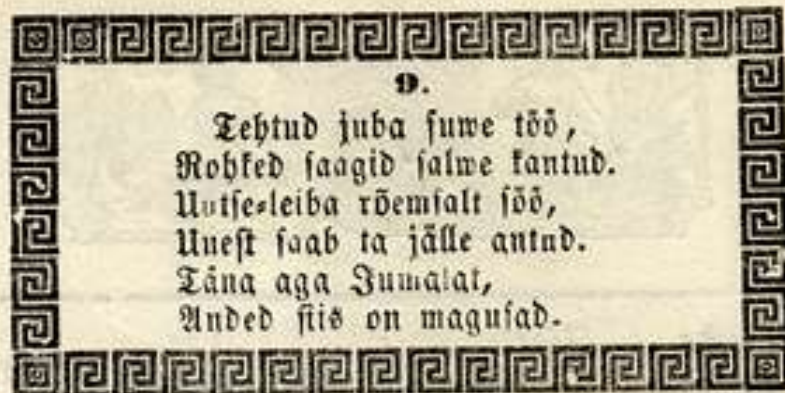 9.
Tehtud juba suwe töö,
Rohked saagid salwe kantud.
Uutse-leiba rõemsalt söö,
Uuest saab ta jälle antud.
Täna aga Jumalat,
Anded siis on magusad.